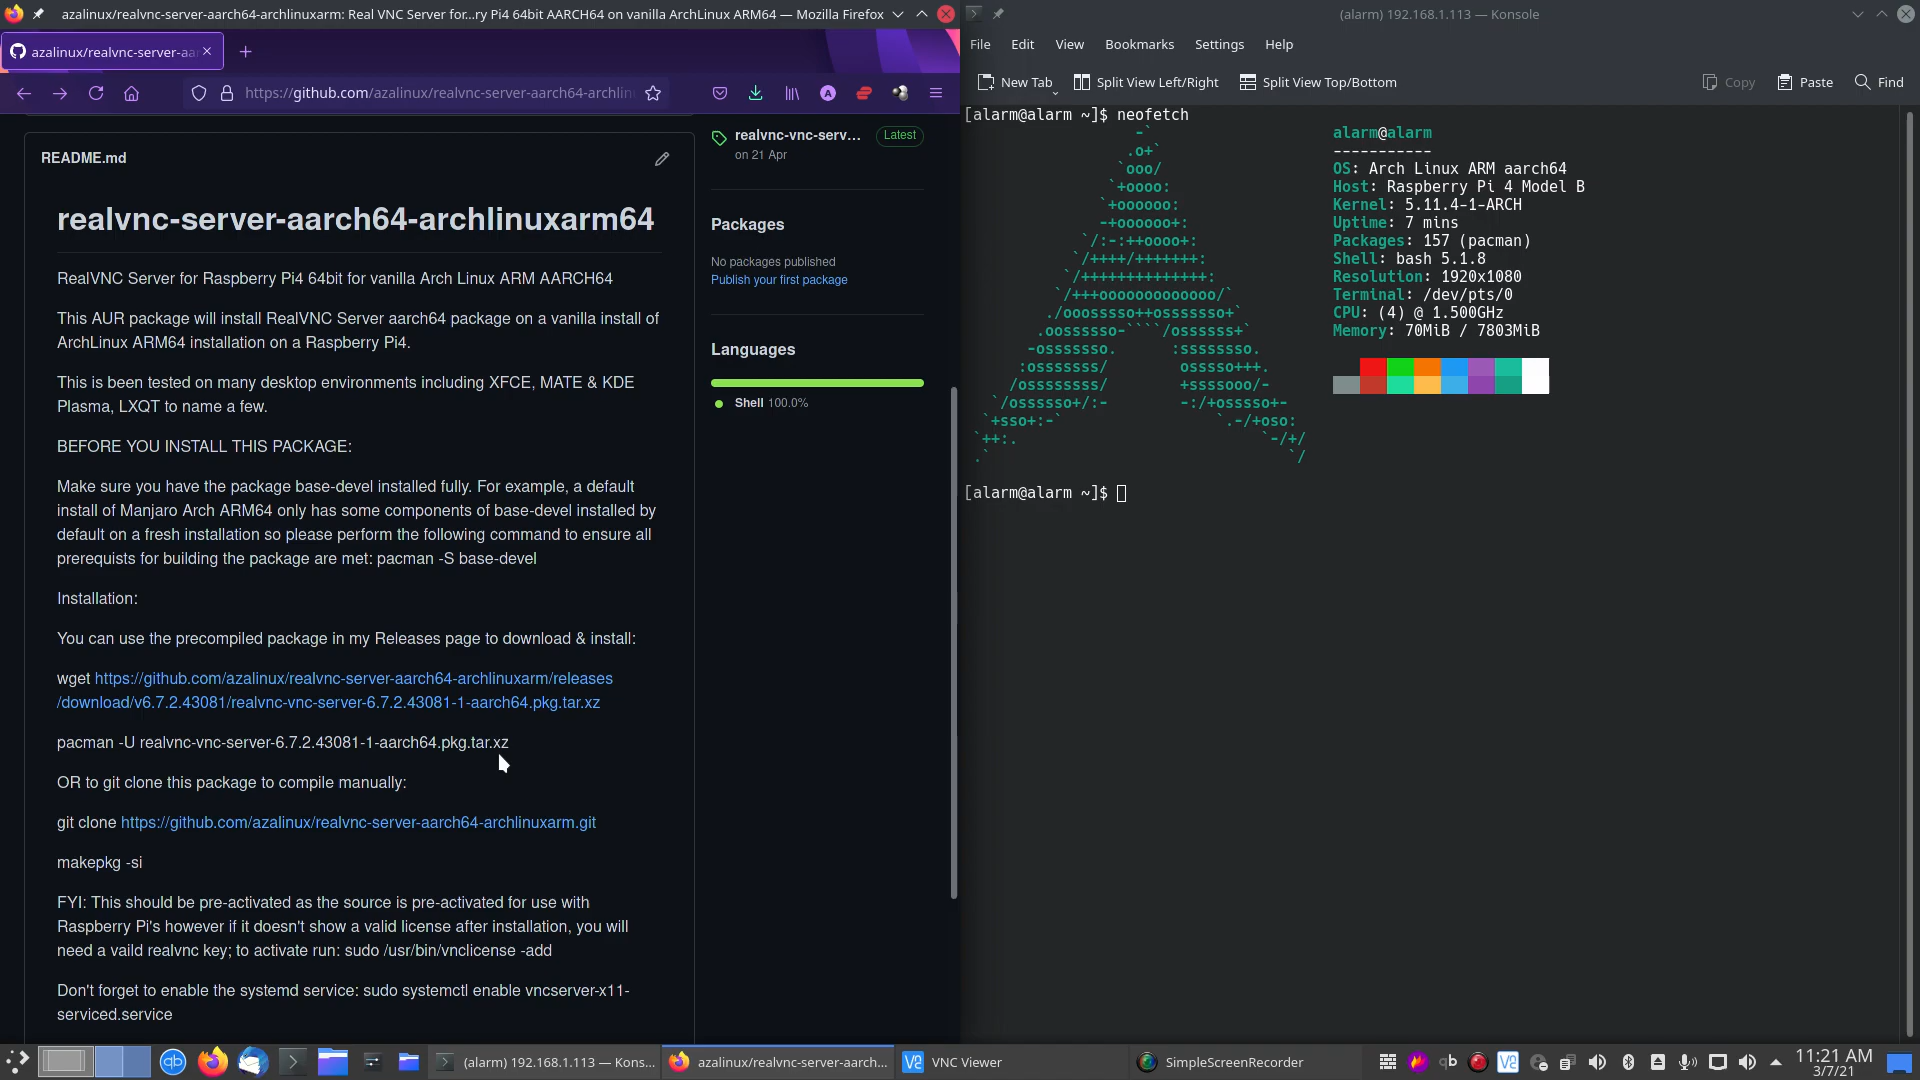 azalinux/realvnc-server-aarch64-archlinuxarm: Real VNC Server for...ry Pi4 64bit AARCH64 on vanilla ArchLinux ARM64 — Mozilla Firefox
azalinux/realvnc-server-aa
https://github.com/azalinux/realvnc-server-aarch64-archlin
README.md
realvnc-server-aarch64-archlinuxarm64
RealVNC Server for Raspberry Pi4 64bit for vanilla Arch Linux ARM AARCH64
This AUR package will install RealVNC Server aarch64 package on a vanilla install of
ArchLinux ARM64 installation on a Raspberry Pi4.
This is been tested on many desktop environments including XFCE, MATE & KDE
Plasma, LXQT to name a few.
BEFORE YOU INSTALL THIS PACKAGE:
Make sure you have the package base-devel installed fully. For example, a default
install of Manjaro Arch ARM64 only has some components of base-devel installed by
default on a fresh installation so please perform the following command to ensure all
prerequists for building the package are met: pacman -S base-devel
Installation:
You can use the precompiled package in my Releases page to download & install:
wget https://github.com/azalinux/realvnc-server-aarch64-archlinuxarm/releases
/download/v6.7.2.43081/realvnc-vnc-server-6.7.2.43081-1-aarch64.pkg.tar.xz
pacman -U realvnc-vnc-server-6.7.2.43081-1-aarch64.pkg.tar.xz
OR to git clone this package to compile manually:
git clone https://github.com/azalinux/realvnc-server-aarch64-archlinuxarm.git
makepkg -si
FYI: This should be pre-activated as the source is pre-activated for use with
Raspberry Pi's however if it doesn't show a valid license after installation, you will
need a vaild realvnc key; to activate run: sudo /usr/bin/vnclicense -add
Don't forget to enable the systemd service: sudo systemctl enable vncserver-x11-
serviced.service
realvnc-vnc-serv... Latest
on 21 Apr
Packages
No packages published
Publish your first package
Languages
Shell 100.0%
(alarm) 192.168.1.113 — Konsole
File Edit View Bookmarks Settings Help
New Tab Split View Left/Right Split View Top/Bottom Copy Paste Find
[alarm@alarm ~]$ neofetch
-`
.o+`
`ooo/
`+oooo:
`+oooooo:
-+oooooo+:
`/:-:++oooo+:
`/++++/+++++++:
`/++++++++++++++:
`/+++ooooooooooooo/`
./ooosssso++osssssso+`
.oossssso-````/ossssss+`
-osssssso. :ssssssso.
:osssssss/ osssso+++.
/ossssssss/ +ssssooo/-
`/ossssso+/:- -:/+osssso+-
`+sso+:-` `.-/+oso:
`++:. `-/+/
.` `/
alarm@alarm
-----------
OS: Arch Linux ARM aarch64
Host: Raspberry Pi 4 Model B
Kernel: 5.11.4-1-ARCH
Uptime: 7 mins
Packages: 157 (pacman)
Shell: bash 5.1.8
Resolution: 1920x1080
Terminal: /dev/pts/0
CPU: (4) @ 1.500GHz
Memory: 70MiB / 7803MiB
[alarm@alarm ~]$
(alarm) 192.168.1.113 — Kons... azalinux/realvnc-server-aarch... VNC Viewer SimpleScreenRecorder
11:21 AM
3/7/21